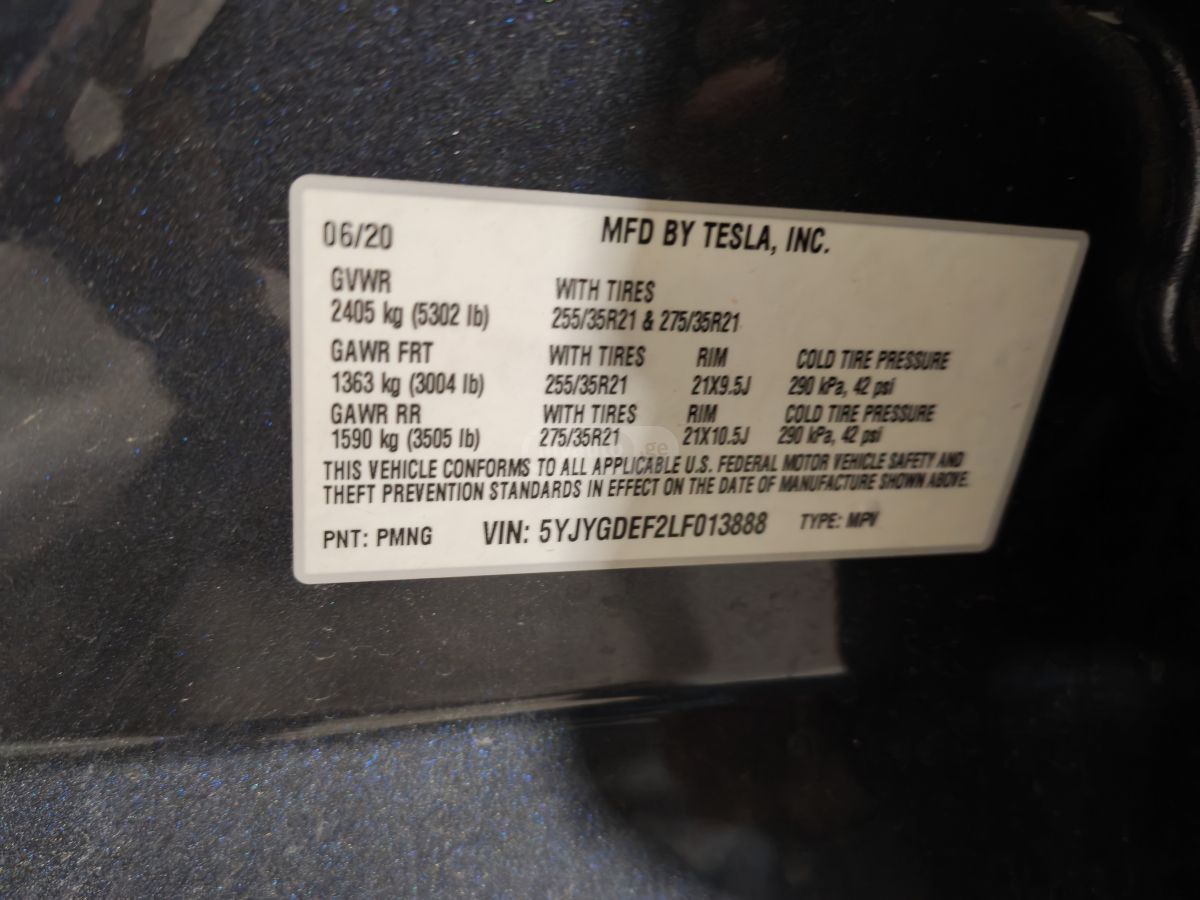 06/20 MFD BY TESLA, INC.
GVWR WITH TIRES
2405 kg (5302 lb) 255/35R21 & 275/35R21
GAWR FRT WITH TIRES RIM COLD TIRE PRESSURE
1363 kg (3004 lb) 255/35R21 21X9.5J 290 kPa, 42 psi
GAWR RR WITH TIRES RIM COLD TIRE PRESSURE
1590 kg (3505 lb) 275/35R21 21X10.5J 290 kPa, 42 psi
THIS VEHICLE CONFORMS TO ALL APPLICABLE U.S. FEDERAL MOTOR VEHICLE SAFETY AND
THEFT PREVENTION STANDARDS IN EFFECT ON THE DATE OF MANUFACTURE SHOWN ABOVE.
PNT: PMNG VIN: 5YJYGDEF2LF013888 TYPE: MPV